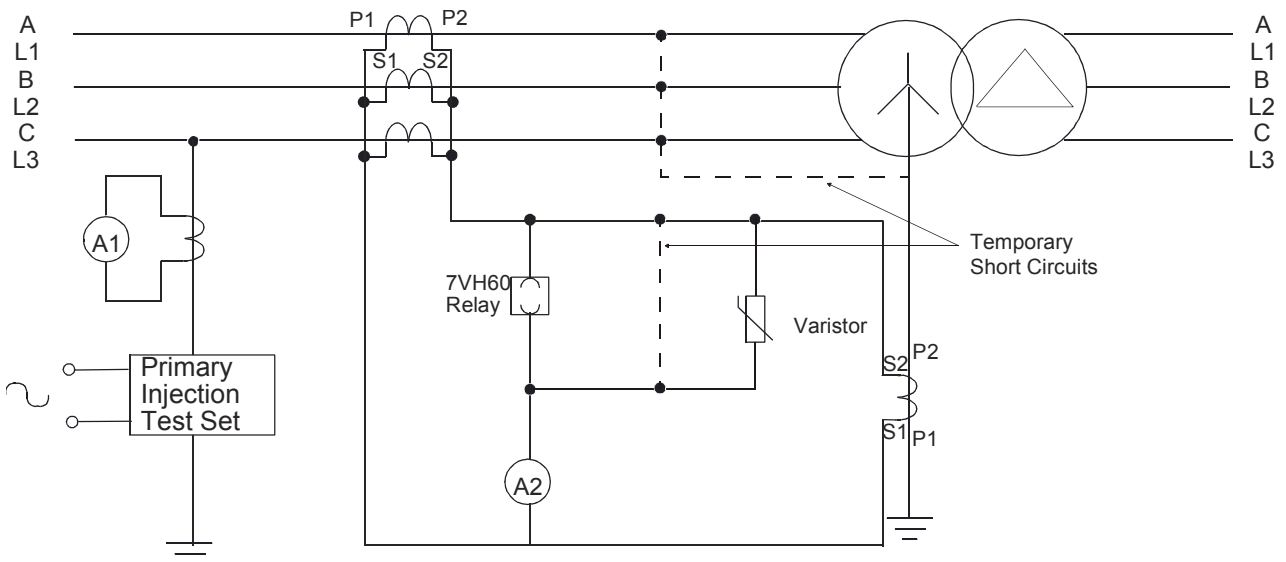 A
P1
P2
A
L1
S1
S2
L1
B
B
L2
L2
C
C
L3
L3
A1
Temporary
Short Circuits
7VH60
Relay
Varistor
Primary
Injection
Test Set
S2
P2
S1
P1
A2